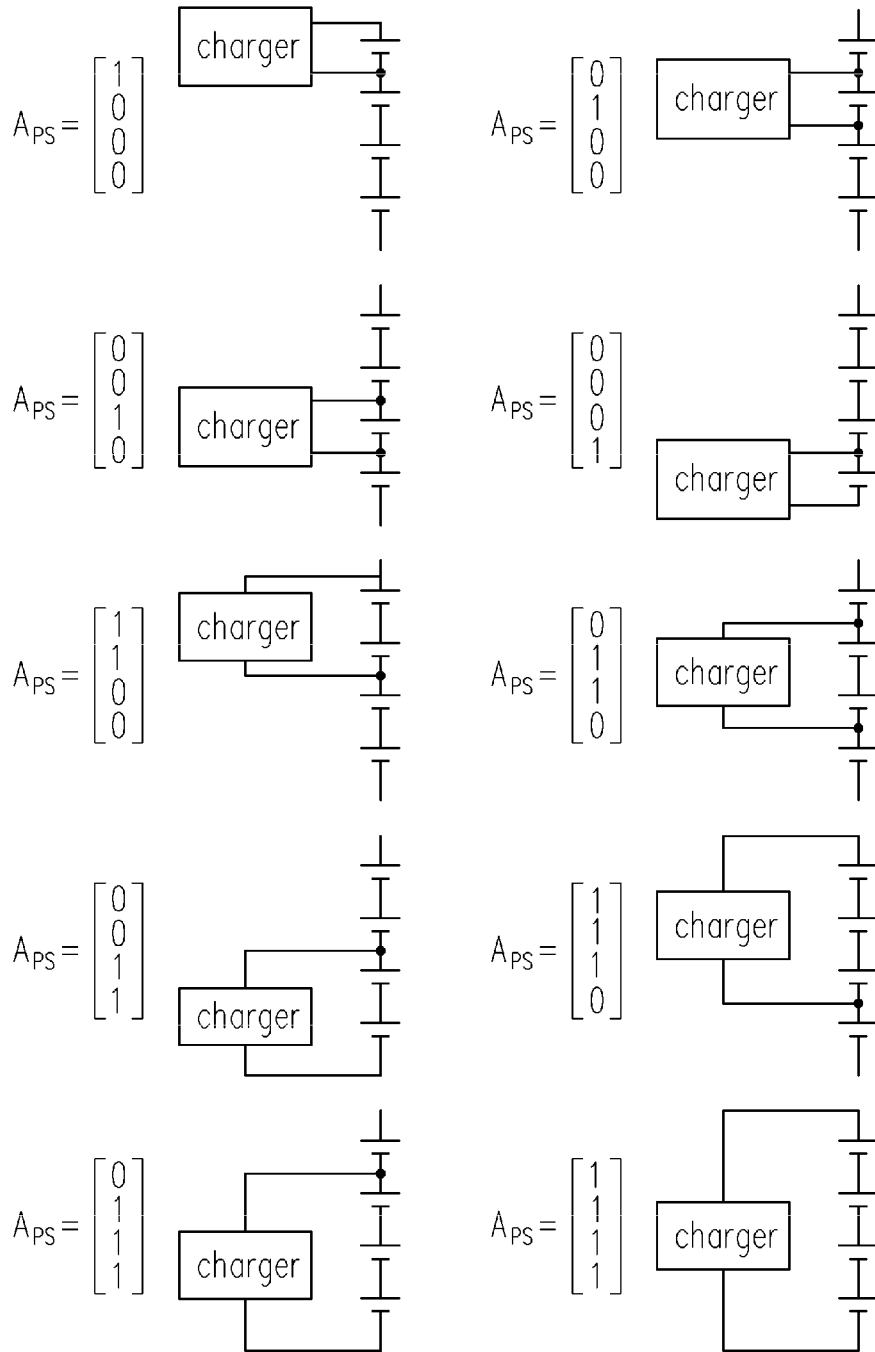 A_PS = [1 0 0 0] charger
A_PS = [0 1 0 0] charger
A_PS = [0 0 1 0] charger
A_PS = [0 0 0 1] charger
A_PS = [1 1 0 0] charger
A_PS = [0 1 1 0] charger
A_PS = [0 0 1 1] charger
A_PS = [1 1 1 0] charger
A_PS = [0 1 1 1] charger
A_PS = [1 1 1 1] charger